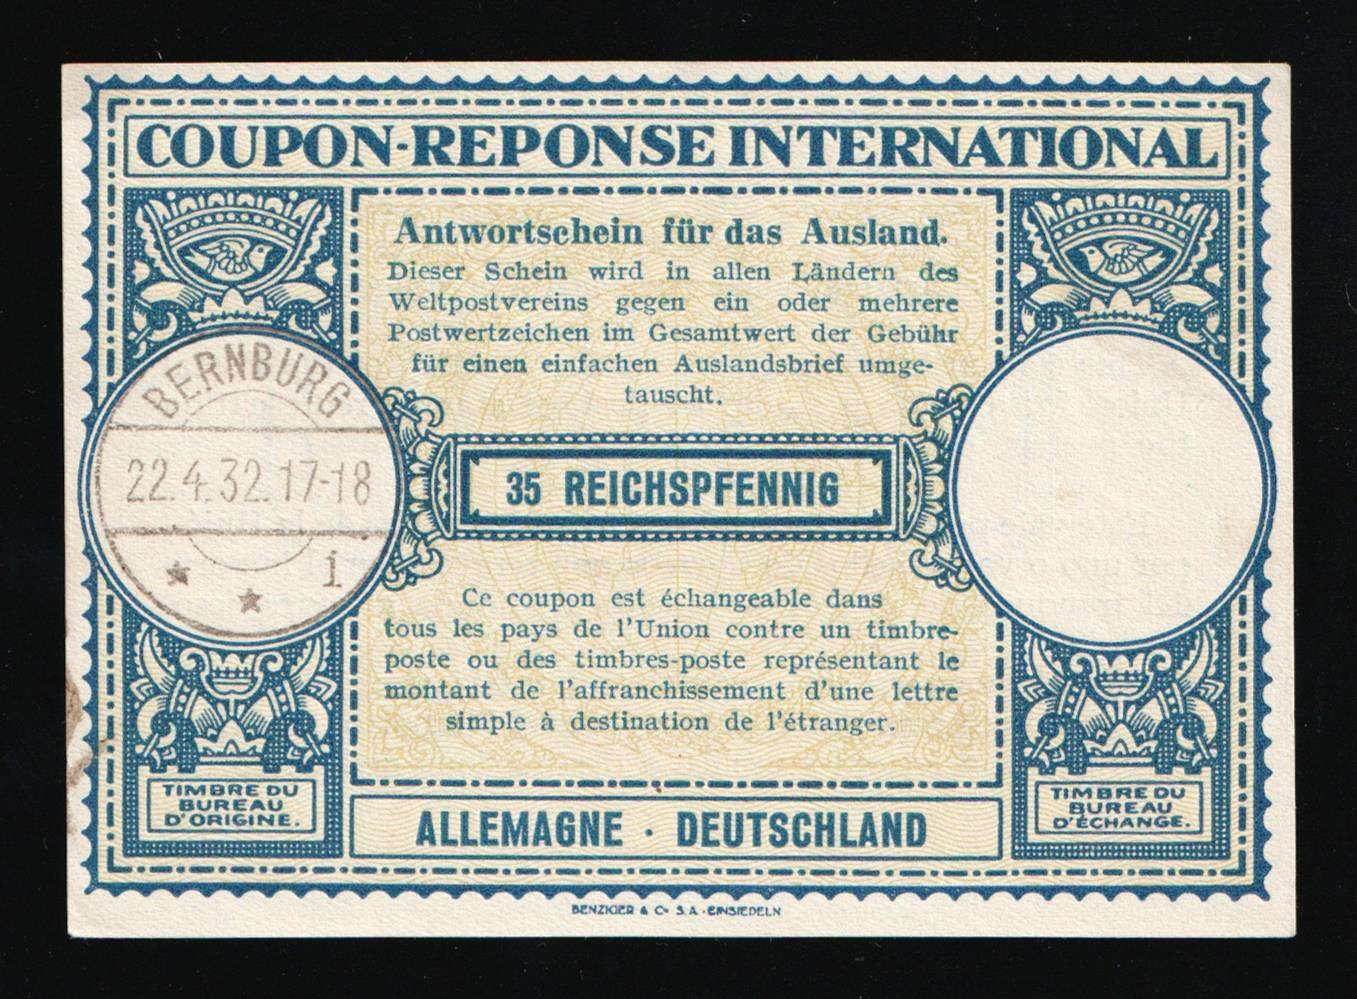 COUPON-REPONSE INTERNATIONAL
Antwortschein für das Ausland.
Dieser Schein wird in allen Ländern des
Weltpostvereins gegen ein oder mehrere
Postwertzeichen im Gesamtwert der Gebühr
für einen einfachen Auslandsbrief umge-
tauscht.
BERNBURG
22.4.32.17-18
* * i
35 REICHSPFENNIG
Ce coupon est échangeable dans
tous les pays de l'Union contre un timbre-
poste ou des timbres-poste représentant le
montant de l'affranchissement d'une lettre
simple à destination de l'étranger.
TIMBRE DU
BUREAU
D'ORIGINE.
ALLEMAGNE · DEUTSCHLAND
TIMBRE DU
BUREAU
D'ÉCHANGE.
BENZIGER & Co S.A. EINSIEDELN